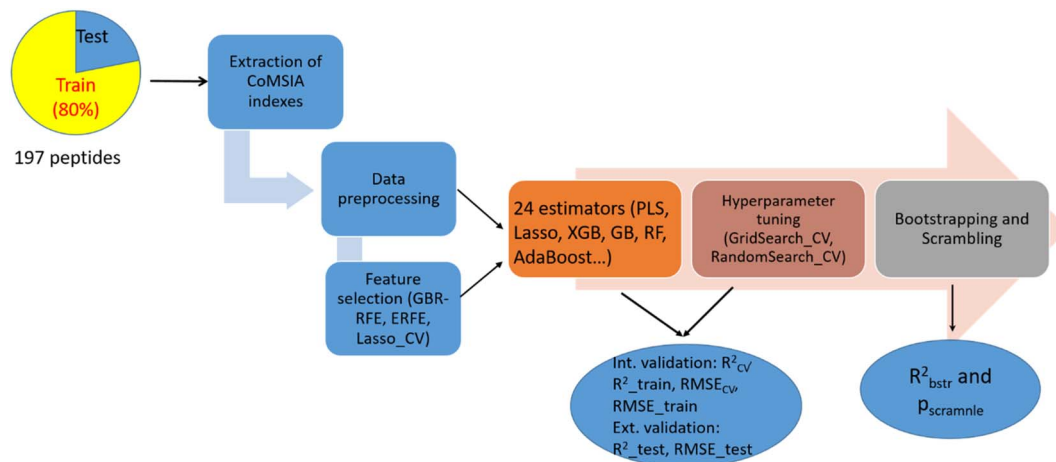 Test
Train
(80%)
197 peptides
Extraction of
CoMSIA
indexes
Data
preprocessing
Feature
selection (GBR-
RFE, ERFE,
Lasso_CV)
24 estimators (PLS,
Lasso, XGB, GB, RF,
AdaBoost...)
Hyperparameter
tuning
(GridSearch_CV,
RandomSearch_CV)
Bootstrapping and
Scrambling
Int. validation: R²CV,
R²_train, RMSECV,
RMSE_train
Ext. validation:
R²_test, RMSE_test
R²bstr and
pscramnle